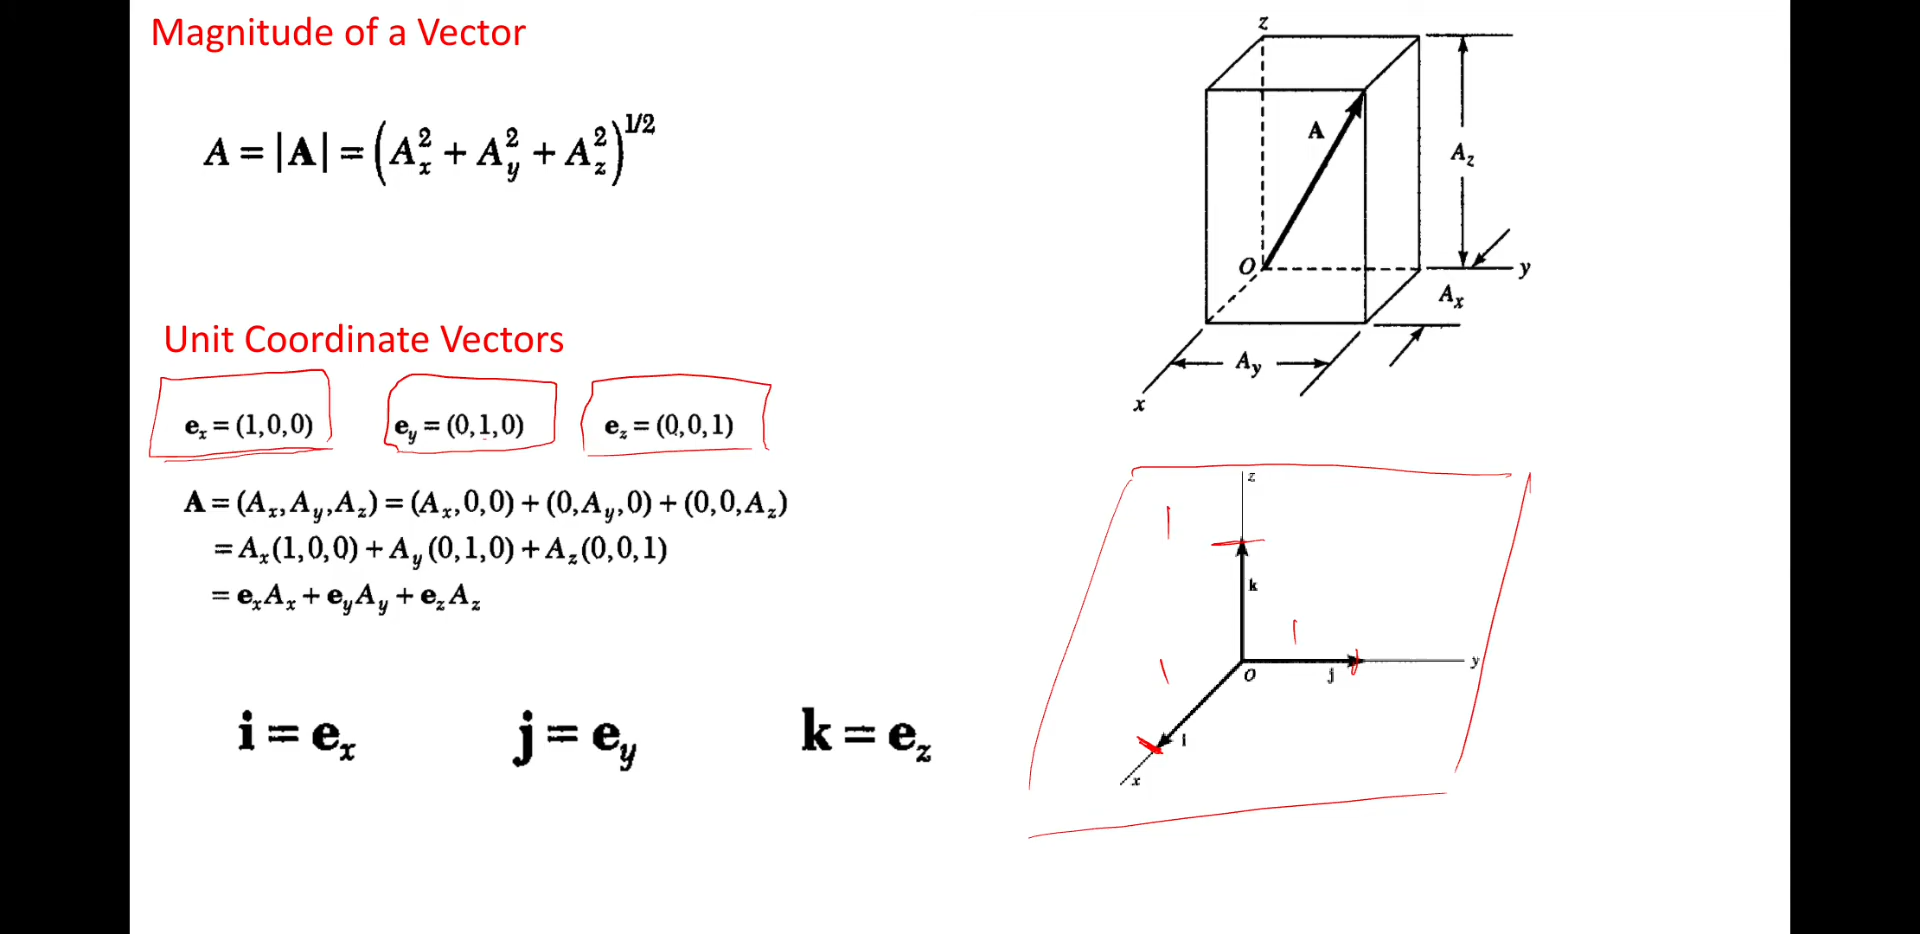 Magnitude of a Vector
A = |A| = (A_x^2 + A_y^2 + A_z^2)^1/2
Unit Coordinate Vectors
e_x = (1,0,0) e_y = (0,1,0) e_z = (0,0,1)
A = (A_x, A_y, A_z) = (A_x,0,0) + (0,A_y,0) + (0,0,A_z)
= A_x(1,0,0) + A_y(0,1,0) + A_z(0,0,1)
= e_xA_x + e_yA_y + e_zA_z
i = e_x j = e_y k = e_z
z
A
A_z
O
y
A_x
A_y
x
z
1
k
1
1
O
j
y
i
x